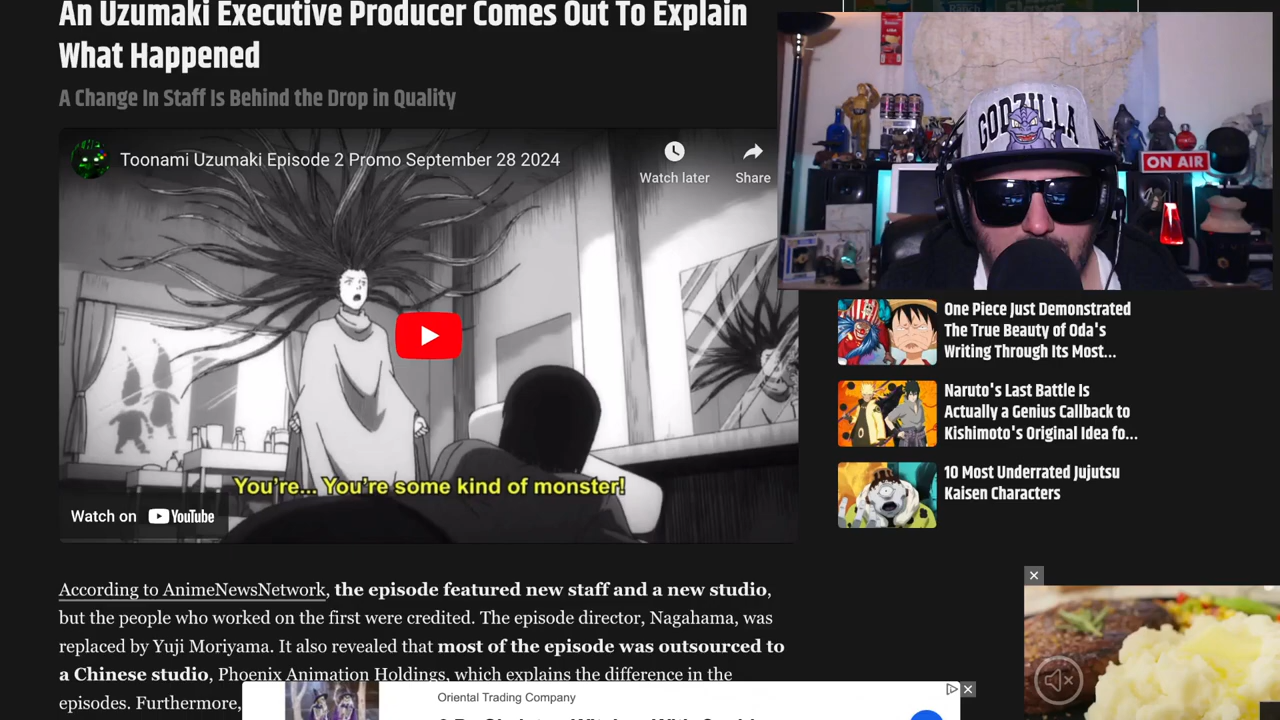 An Uzumaki Executive Producer Comes Out To Explain
What Happened
A Change In Staff Is Behind the Drop in Quality
Toonami Uzumaki Episode 2 Promo September 28 2024
Watch later
Share
You're... You're some kind of monster!
Watch on YouTube
According to AnimeNewsNetwork, the episode featured new staff and a new studio,
but the people who worked on the first were credited. The episode director, Nagahama, was
replaced by Yuji Moriyama. It also revealed that most of the episode was outsourced to
a Chinese studio, Phoenix Animation Holdings, which explains the difference in the
episodes. Furthermore,
GODZILLA
ON AIR
One Piece Just Demonstrated
The True Beauty of Oda's
Writing Through Its Most...
Naruto's Last Battle Is
Actually a Genius Callback to
Kishimoto's Original Idea fo...
10 Most Underrated Jujutsu
Kaisen Characters
Oriental Trading Company